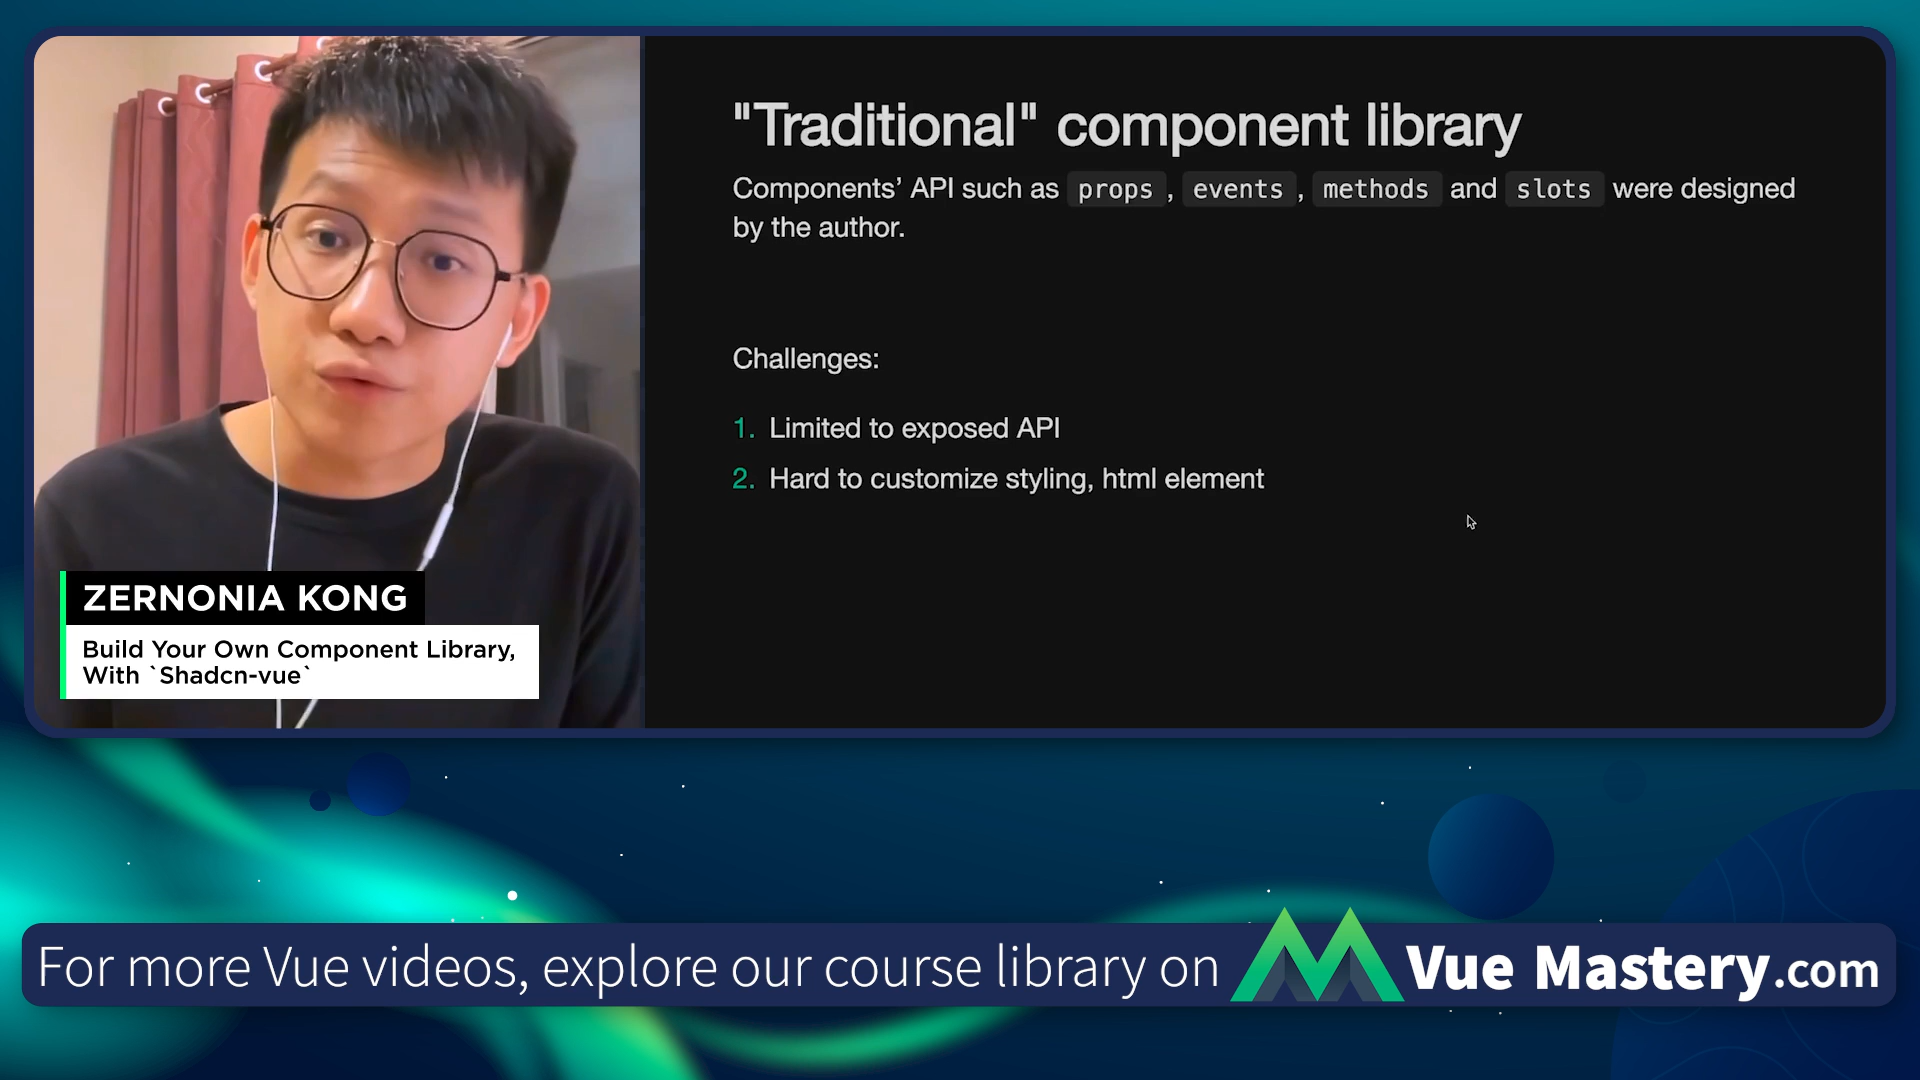 "Traditional" component library
Components’ API such as props, events, methods and slots were designed
by the author.
Challenges:
1. Limited to exposed API
2. Hard to customize styling, html element
ZERNONIA KONG
Build Your Own Component Library,
With `Shadcn-vue`
For more Vue videos, explore our course library on Vue Mastery.com